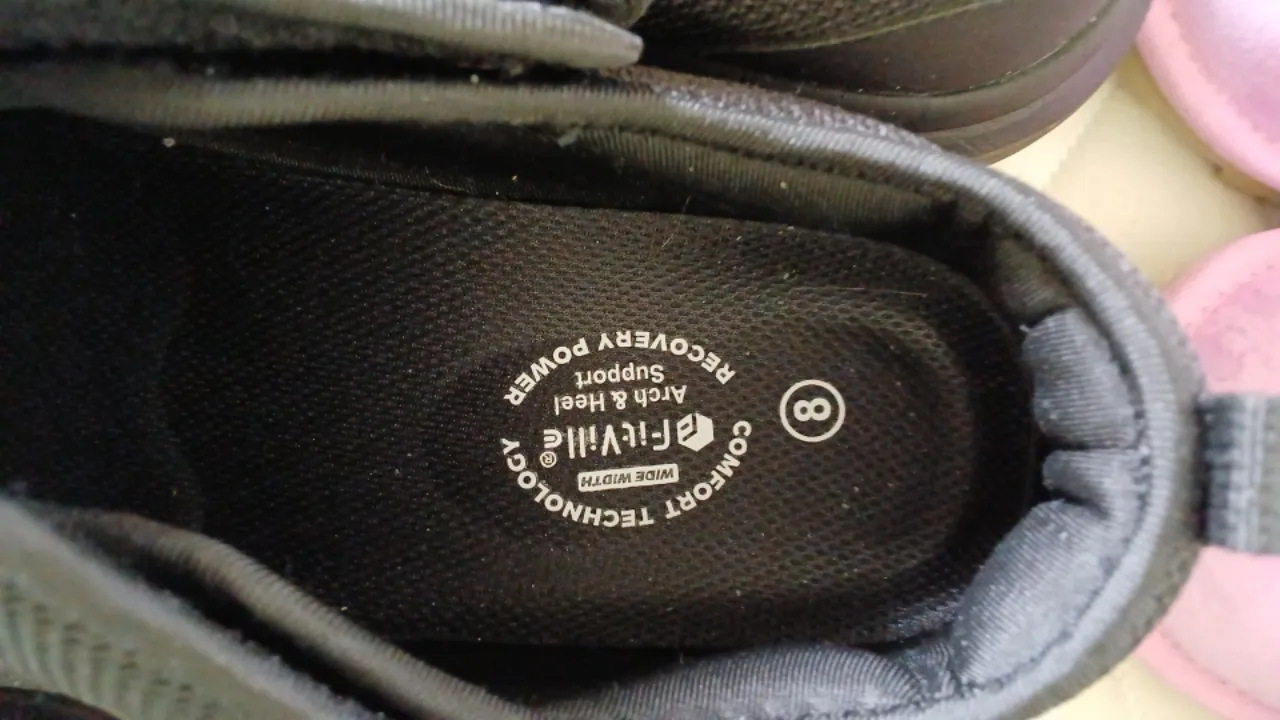 COMFORT TECHNOLOGY
WIDE WIDTH
FitVille®
Arch & Heel
Support
RECOVERY POWER
8